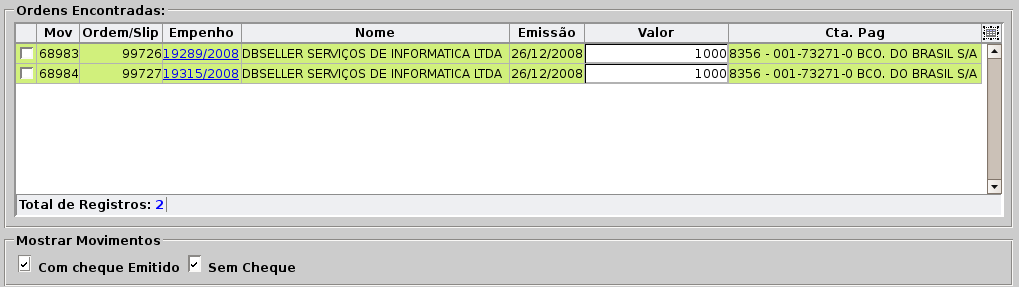 Ordens Encontradas:
Mov Ordem/Slip Empenho Nome Emissão Valor Cta. Pag
68983 99726 19289/2008 DBSELLER SERVIÇOS DE INFORMATICA LTDA 26/12/2008 1000 8356 - 001-73271-0 BCO. DO BRASIL S/A
68984 99727 19315/2008 DBSELLER SERVIÇOS DE INFORMATICA LTDA 26/12/2008 1000 8356 - 001-73271-0 BCO. DO BRASIL S/A
Total de Registros: 2
Mostrar Movimentos
Com cheque Emitido Sem Cheque